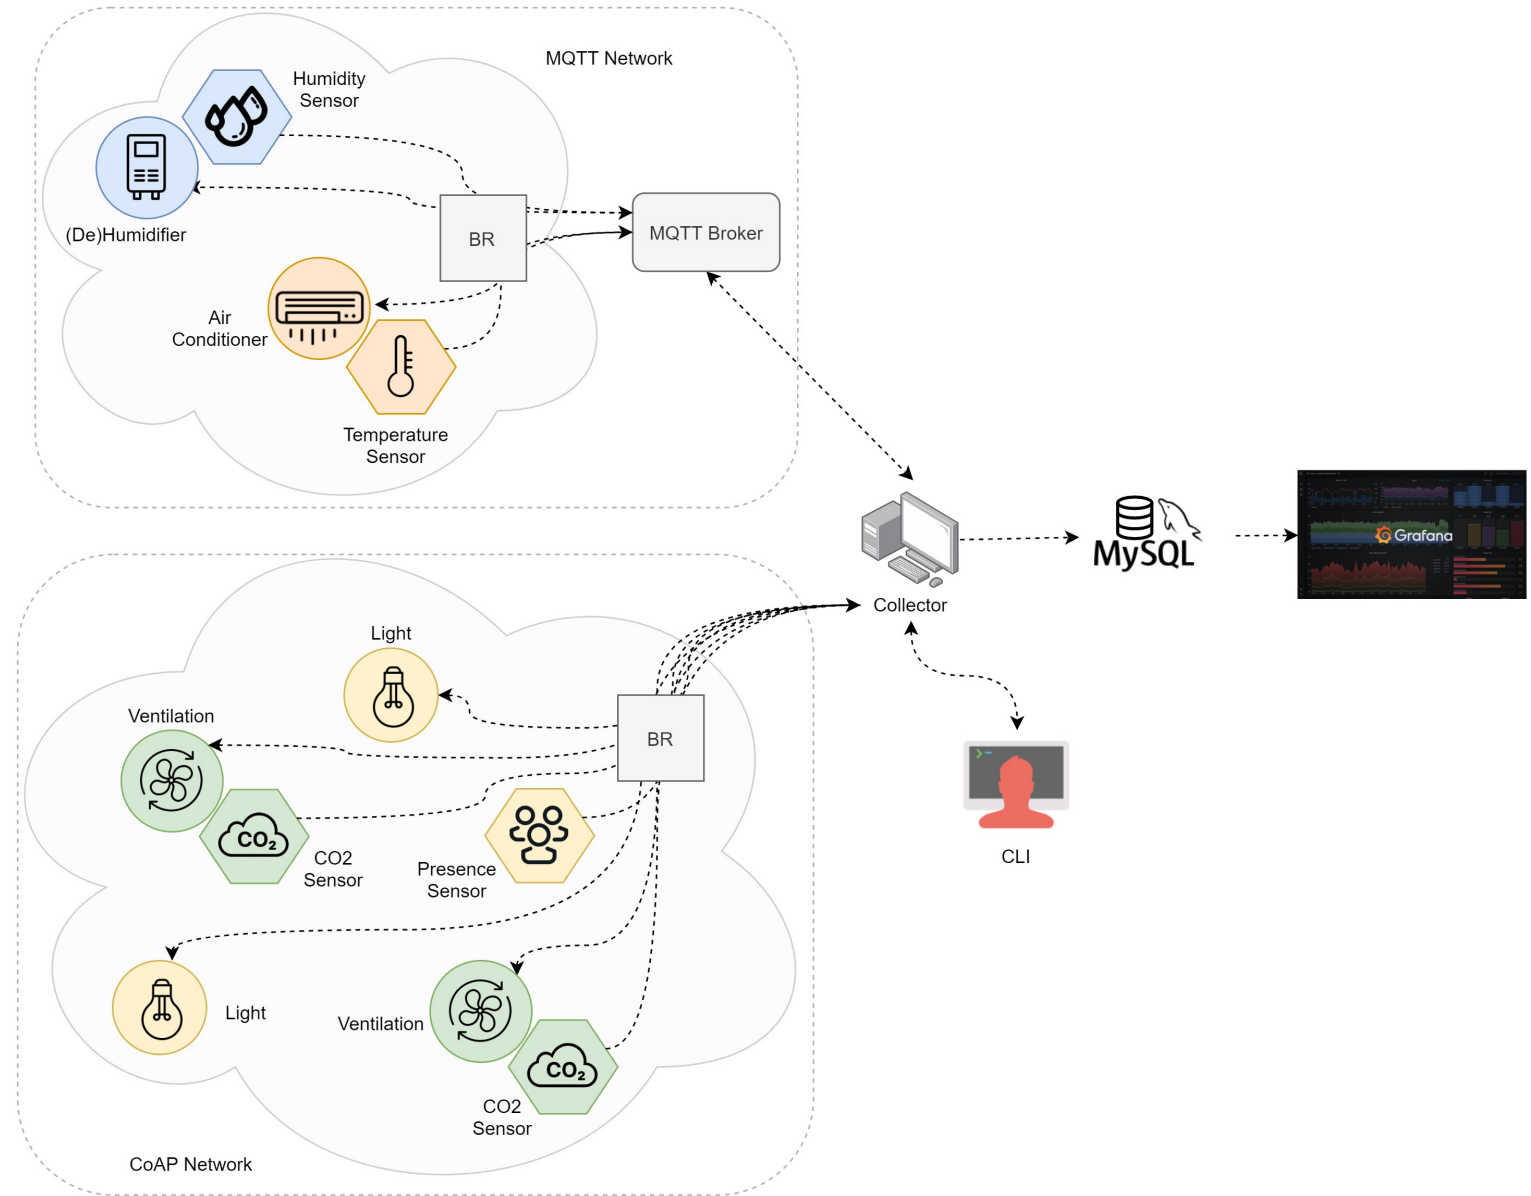 MQTT Network
Humidity
Sensor
(De)Humidifier
BR
MQTT Broker
Air
Conditioner
Temperature
Sensor
MySQL
Grafana
Collector
Light
Ventilation
BR
CO₂
CO2
Sensor
Presence
Sensor
CLI
Light
Ventilation
CO₂
CO2
Sensor
CoAP Network